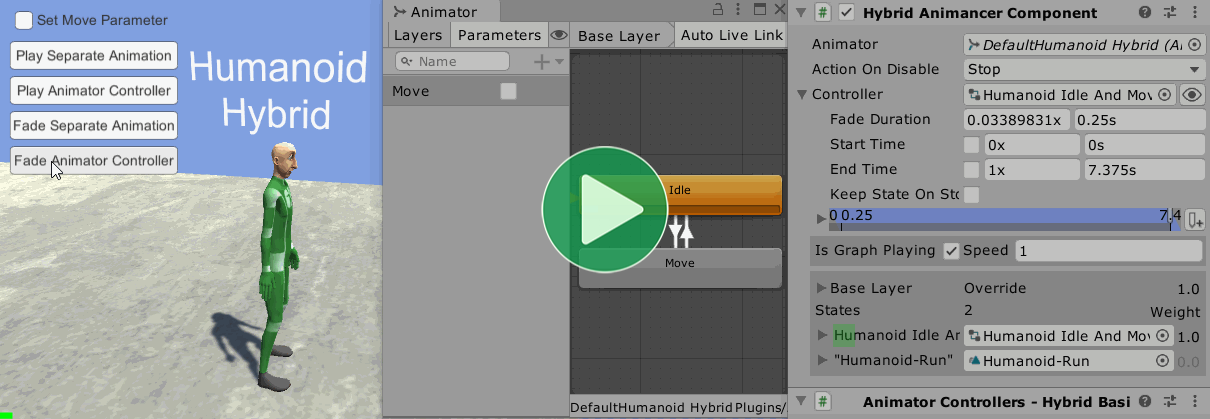 Set Move Parameter
Play Separate Animation
Play Animator Controller
Fade Separate Animation
Fade Animator Controller
Humanoid
Hybrid
Animator
Layers Parameters Base Layer Auto Live Link
Name
Move
Idle
Move
DefaultHumanoid Hybrid Plugins/
Hybrid Animancer Component
Animator DefaultHumanoid Hybrid (A
Action On Disable Stop
Controller Humanoid Idle And Mov
Fade Duration 0.03389831x 0.25s
Start Time 0x 0s
End Time 1x 7.375s
Keep State On Sto
0 0.25 7.4
Is Graph Playing Speed 1
Base Layer Override 1.0
States 2 Weight
Humanoid Idle Ar Humanoid Idle And Mov 1.0
"Humanoid-Run" Humanoid-Run 0.0
Animator Controllers - Hybrid Basi